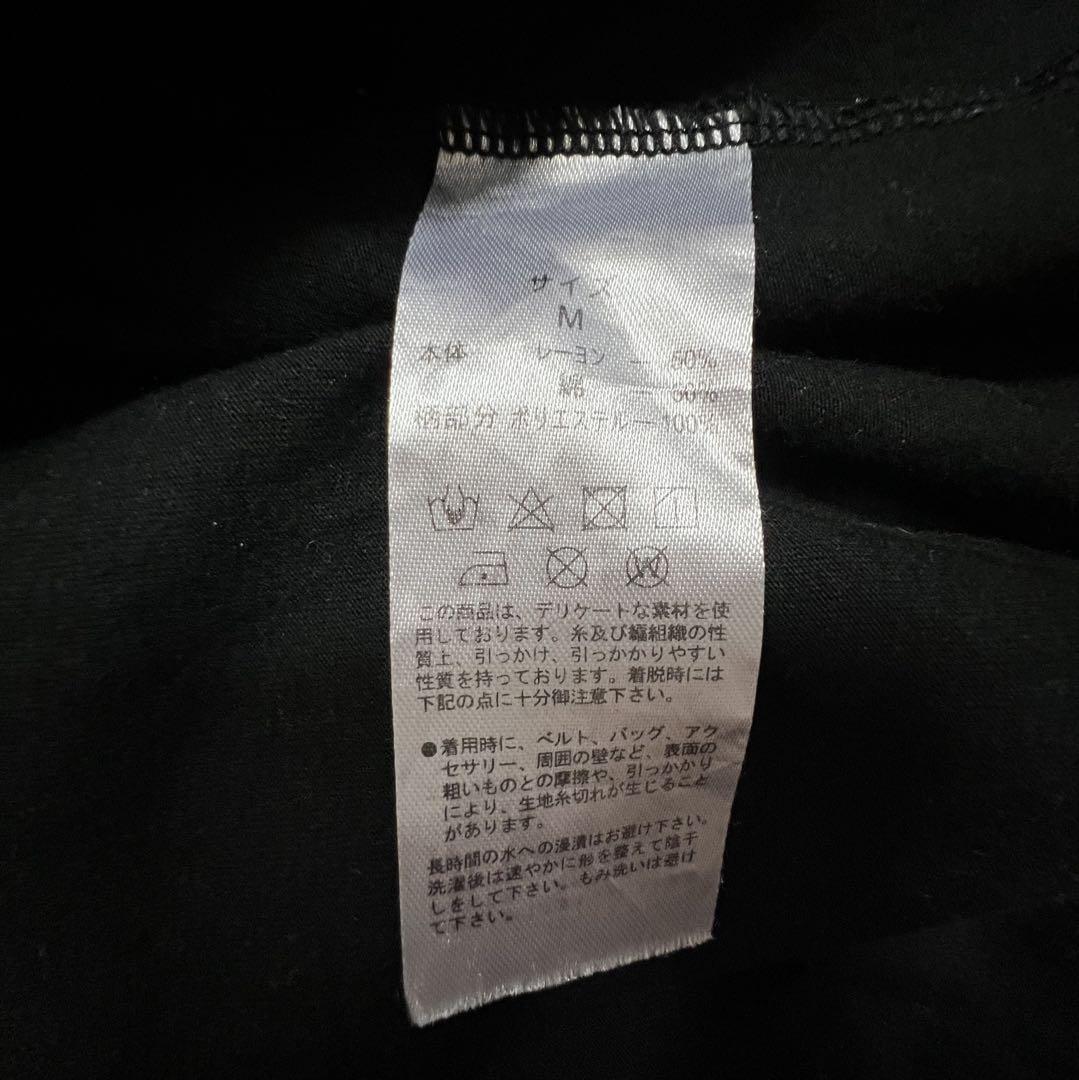 サイズ
M
本体 レーヨン — 50%
綿 — 50%
柄部分 ポリエステル — 100%
W
この商品は、デリケートな素材を使
用しております。糸及び編組織の性
質上、引っかけ、引っかかりやすい
性質を持っております。着脱時には
下記の点に十分御注意下さい。
●着用時に、ベルト、バッグ、アク
セサリー、周囲の壁など、表面の
粗いものとの摩擦や、引っかかり
により、生地糸切れが生じること
があります。
長時間の水への浸漬はお避け下さい。
洗濯後は速やかに形を整えて陰干
しをして下さい。もみ洗いは避け
て下さい。